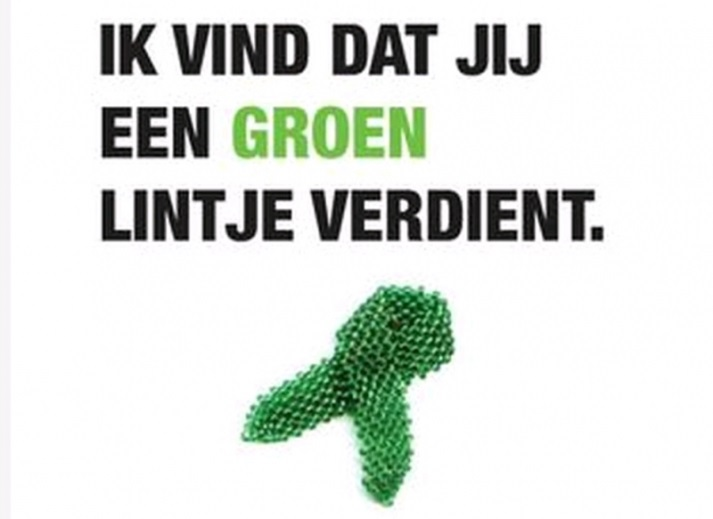 IK VIND DAT JIJ
EEN GROEN
LINTJE VERDIENT.